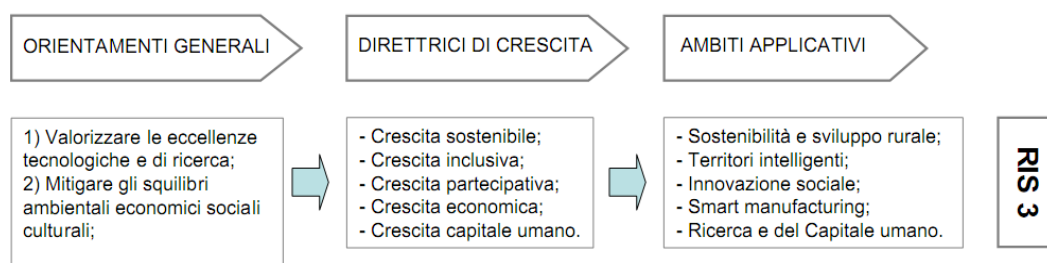 ORIENTAMENTI GENERALI
DIRETTRICI DI CRESCITA
AMBITI APPLICATIVI
1) Valorizzare le eccellenze
tecnologiche e di ricerca;
2) Mitigare gli squilibri
ambientali economici sociali
culturali;
- Crescita sostenibile;
- Crescita inclusiva;
- Crescita partecipativa;
- Crescita economica;
- Crescita capitale umano.
- Sostenibilità e sviluppo rurale;
- Territori intelligenti;
- Innovazione sociale;
- Smart manufacturing;
- Ricerca e del Capitale umano.
RIS 3